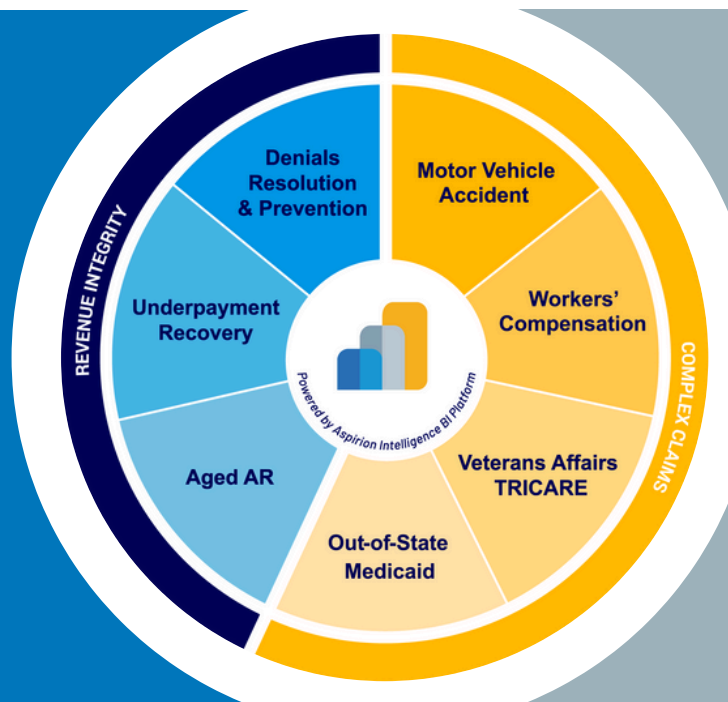 REVENUE INTEGRITY
Denials
Resolution
& Prevention
Underpayment
Recovery
Aged AR
Motor Vehicle
Accident
Workers’
Compensation
Veterans Affairs
TRICARE
Out-of-State
Medicaid
COMPLEX CLAIMS
Powered by Aspirion Intelligence BI Platform